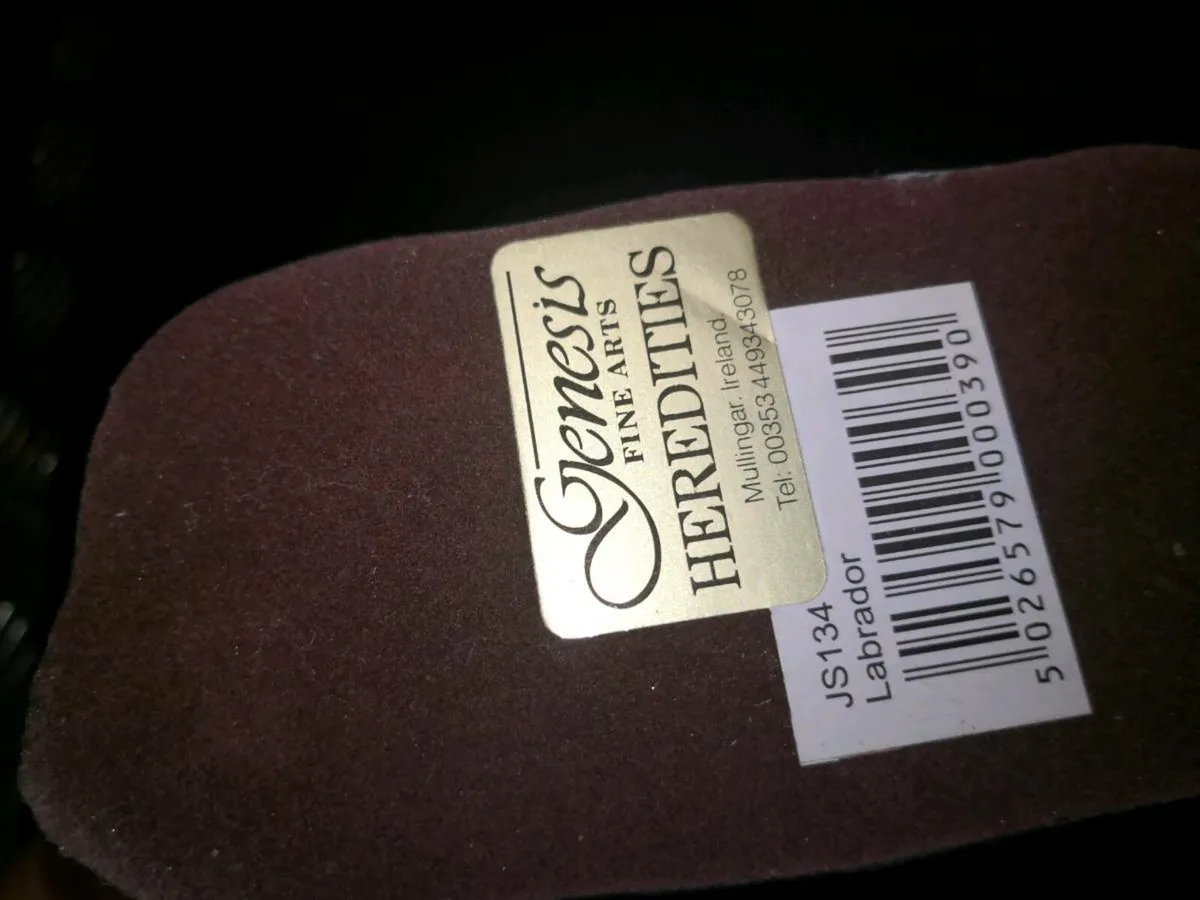 Genesis
FINE ARTS
HEREDITIES
Mullingar. Ireland
Tel: 00353 449343078
JS134
Labrador
5 026579 000390